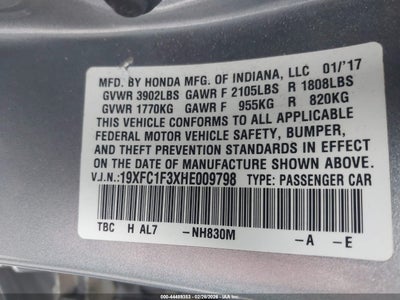 MFD. BY HONDA MFG. OF INDIANA, LLC 01/'17
GVWR 3902LBS GAWR F 2105LBS R 1808LBS
GVWR 1770KG GAWR F 955KG R 820KG
THIS VEHICLE CONFORMS TO ALL APPLICABLE
FEDERAL MOTOR VEHICLE SAFETY, BUMPER,
AND THEFT PREVENTION STANDARDS IN EFFECT
ON THE DATE OF MANUFACTURE SHOWN ABOVE.
V.I.N.: 19XFC1F3XHE009798 TYPE: PASSENGER CAR
TBC H AL7 -NH830M -A -E